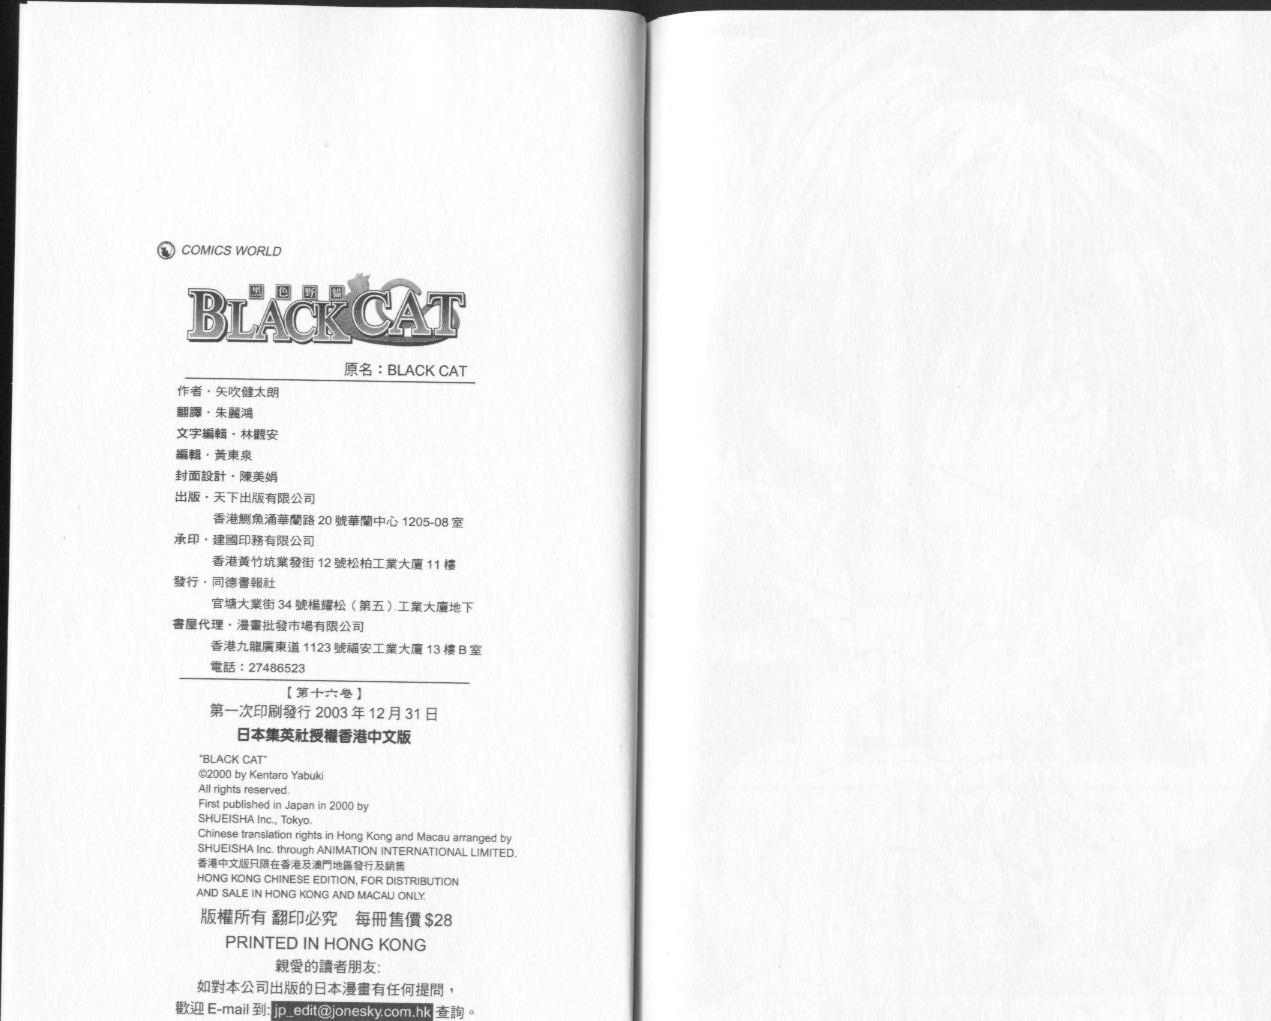 COMICS WORLD
黑色野貓
BLACK CAT
原名：BLACK CAT
作者・矢吹健太朗
翻譯・朱麗鴻
文字編輯・林觀安
編輯・黃東泉
封面設計・陳美娟
出版・天下出版有限公司
香港鰂魚涌華蘭路 20 號華蘭中心 1205-08 室
承印・建國印務有限公司
香港黃竹坑業發街 12 號松柏工業大廈 11 樓
發行・同德書報社
官塘大業街 34 號楊耀松（第五）工業大廈地下
書屋代理・漫畫批發市場有限公司
香港九龍廣東道 1123 號福安工業大廈 13 樓 B 室
電話：27486523
【第十六卷】
第一次印刷發行 2003 年 12 月 31 日
日本集英社授權香港中文版
"BLACK CAT"
©2000 by Kentaro Yabuki
All rights reserved.
First published in Japan in 2000 by
SHUEISHA Inc., Tokyo.
Chinese translation rights in Hong Kong and Macau arranged by
SHUEISHA Inc. through ANIMATION INTERNATIONAL LIMITED.
香港中文版只限在香港及澳門地區發行及銷售
HONG KONG CHINESE EDITION, FOR DISTRIBUTION
AND SALE IN HONG KONG AND MACAU ONLY.
版權所有 翻印必究　每冊售價 $28
PRINTED IN HONG KONG
親愛的讀者朋友:
如對本公司出版的日本漫畫有任何提問，
歡迎 E-mail 到: jp_edit@jonesky.com.hk 查詢。